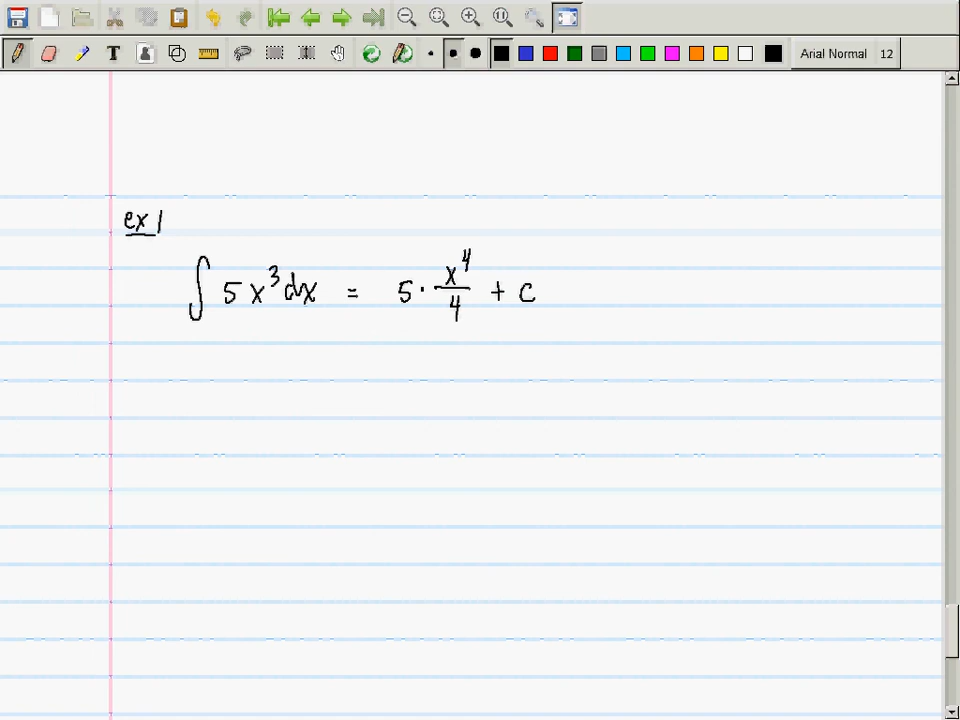 Arial Normal 12
ex 1
∫ 5x³dx = 5 · x⁴/4 + c